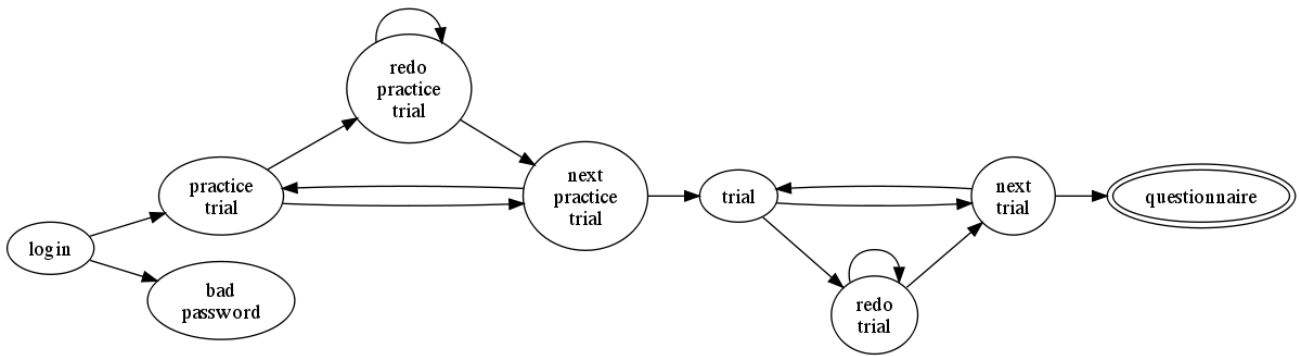 redo
practice
trial
practice
trial
next
practice
trial
trial
next
trial
questionnaire
login
bad
password
redo
trial